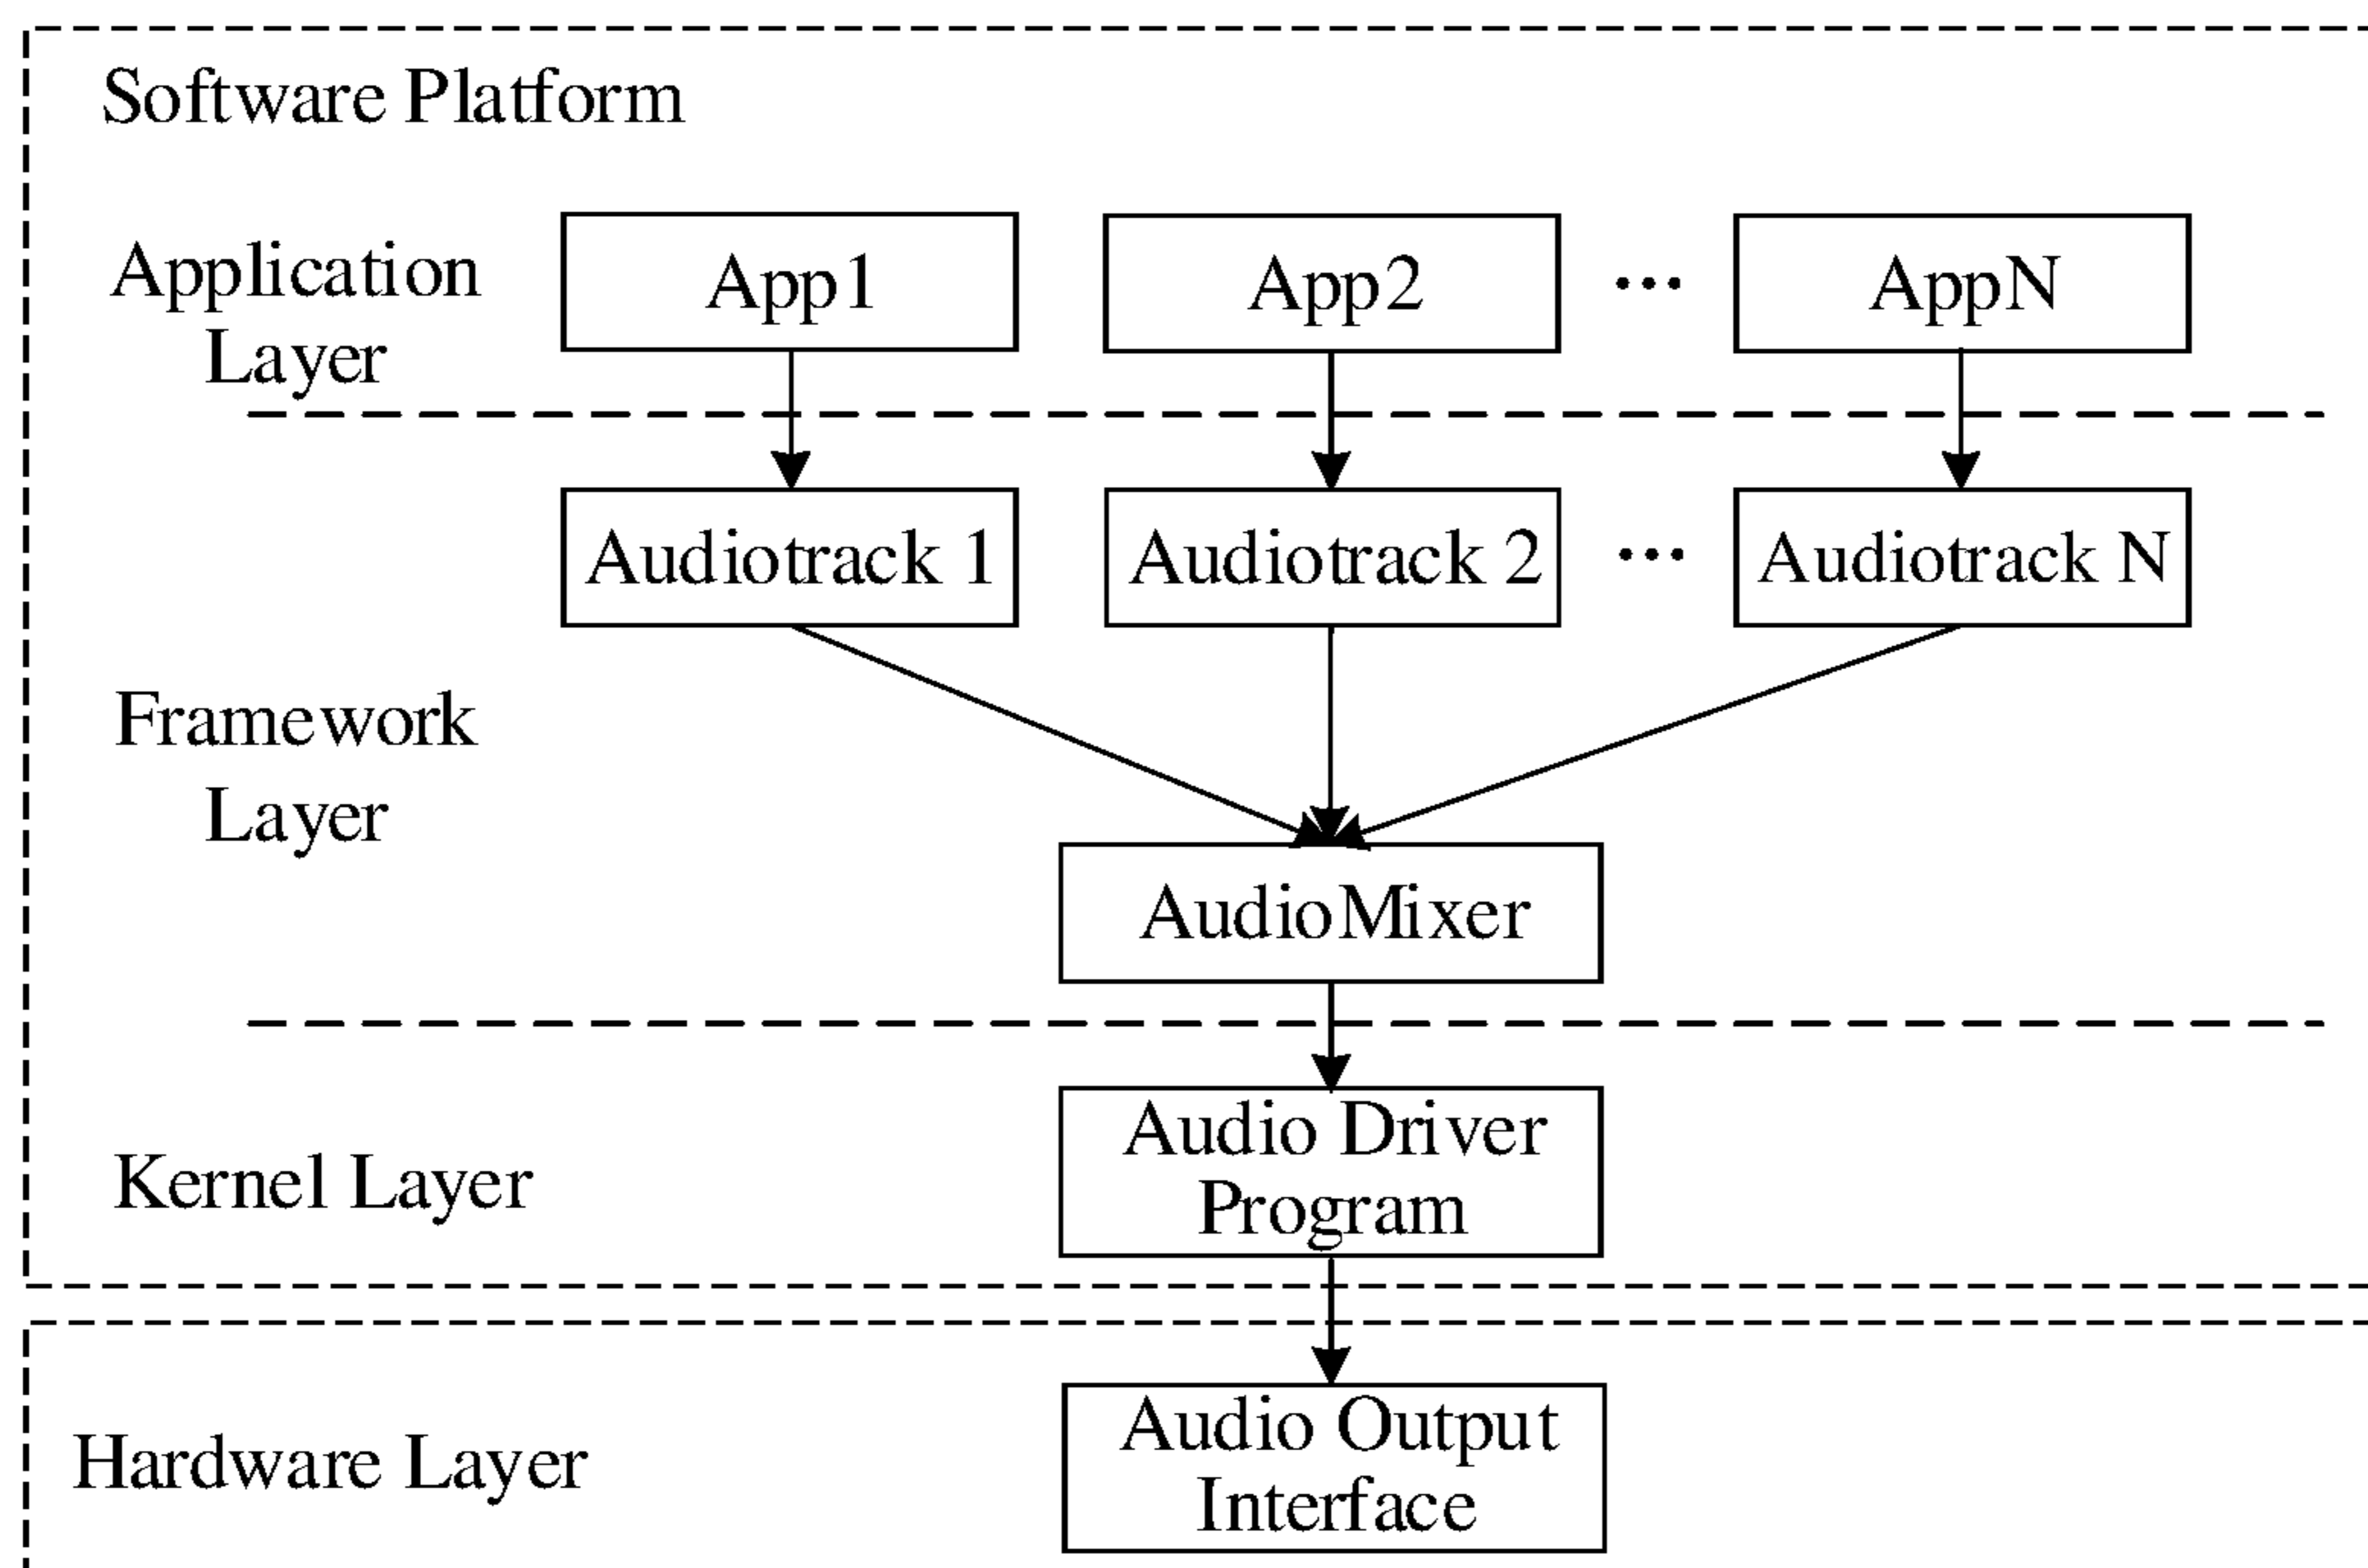 Software Platform
Application
Layer
App1
App2
...
AppN
Audiotrack 1
Audiotrack 2
...
Audiotrack N
Framework
Layer
AudioMixer
Kernel Layer
Audio Driver
Program
Hardware Layer
Audio Output
Interface